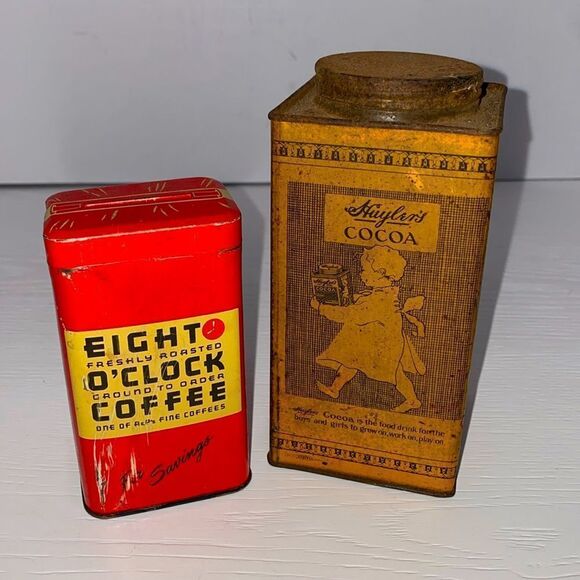 EIGHT
FRESHLY ROASTED
O'CLOCK
GROUND TO ORDER
COFFEE
ONE OF A&P'S FINE COFFEES
For Savings
Huyler's
COCOA
Huyler's COCOA is the food drink for the
boys and girls to grow on, work on, play on